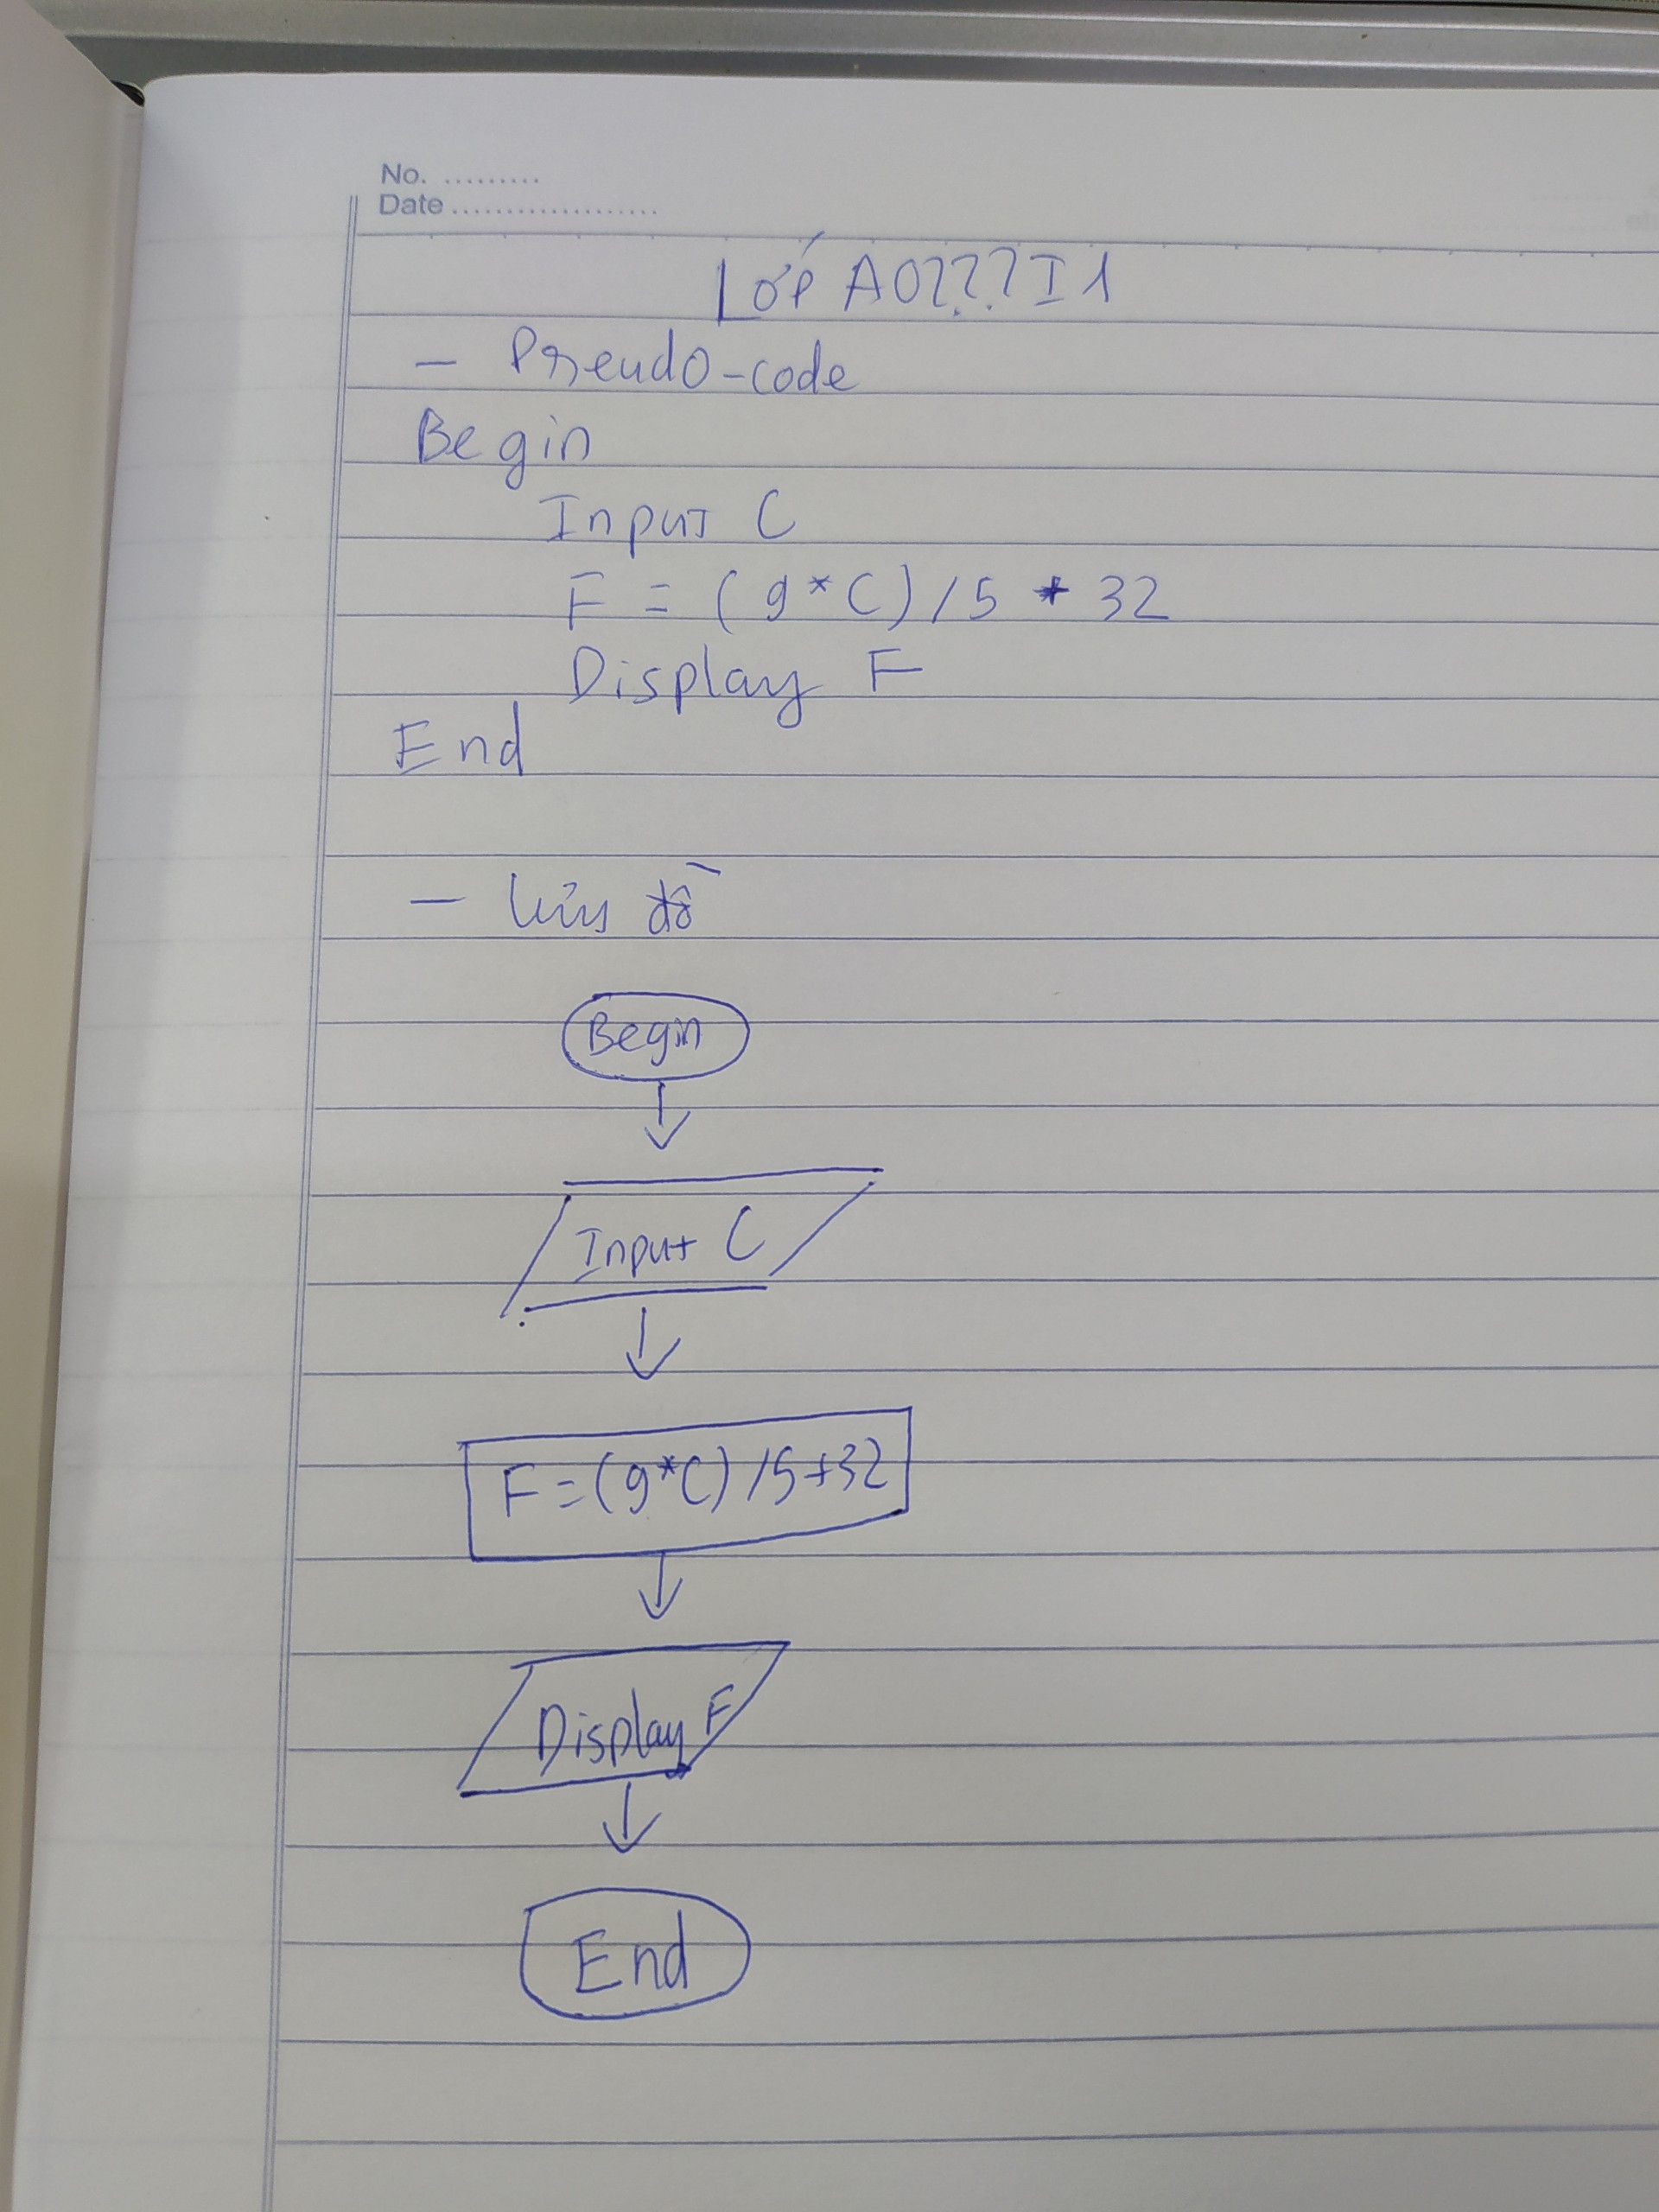 No. .........
Date ....................
Lớp A0???I1
- Pseudo-code
Begin
Input C
F = (9*C)/5 + 32
Display F
End
- lưu đồ
Begin
Input C
F=(9*C)/5+32
Display F
End